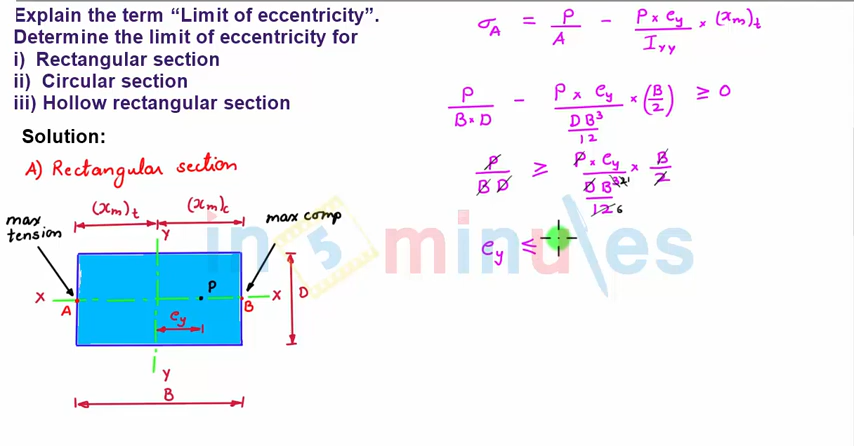 Explain the term “Limit of eccentricity”.
Determine the limit of eccentricity for
i) Rectangular section
ii) Circular section
iii) Hollow rectangular section
Solution:
A) Rectangular section
(xm)t
(xm)c
max tension
max comp
Y
X
A
P
B
X
D
ey
Y
B
σA = P/A − (P × ey)/IYY × (xm)t
P/(B×D) − (P × ey)/(DB³/12) × (B/2) ≥ 0
P/(BD) ≥ (P × ey)/(DB³/12) × B/2
21
6
ey ≤
in 5 minutes